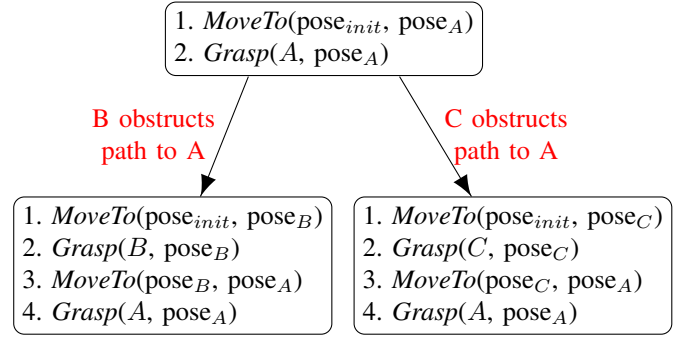 1. MoveTo(pose_init, pose_A)
2. Grasp(A, pose_A)
B obstructs
path to A
C obstructs
path to A
1. MoveTo(pose_init, pose_B)
2. Grasp(B, pose_B)
3. MoveTo(pose_B, pose_A)
4. Grasp(A, pose_A)
1. MoveTo(pose_init, pose_C)
2. Grasp(C, pose_C)
3. MoveTo(pose_C, pose_A)
4. Grasp(A, pose_A)